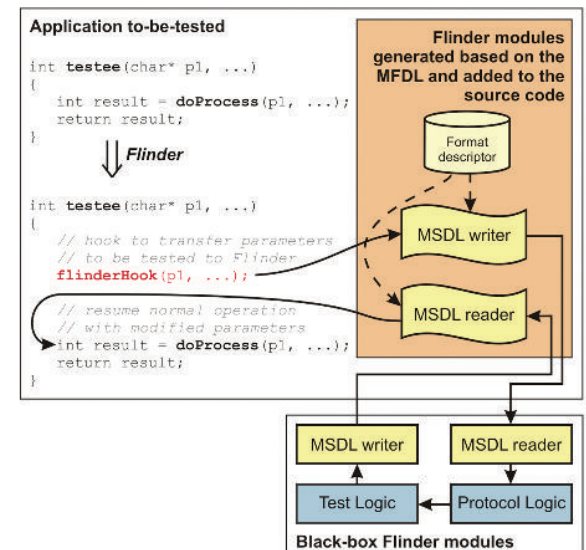 Application to-be-tested
int testee(char* p1, ...)
{
int result = doProcess(p1, ...);
return result;
}
Flinder
int testee(char* p1, ...)
{
// hook to transfer parameters
// to be tested to Flinder
flinderHook(p1, ...);
// resume normal operation
// with modified parameters
int result = doProcess(p1, ...);
return result;
}
Flinder modules
generated based on the
MFDL and added to the
source code
Format
descriptor
MSDL writer
MSDL reader
MSDL writer
MSDL reader
Test Logic
Protocol Logic
Black-box Flinder modules